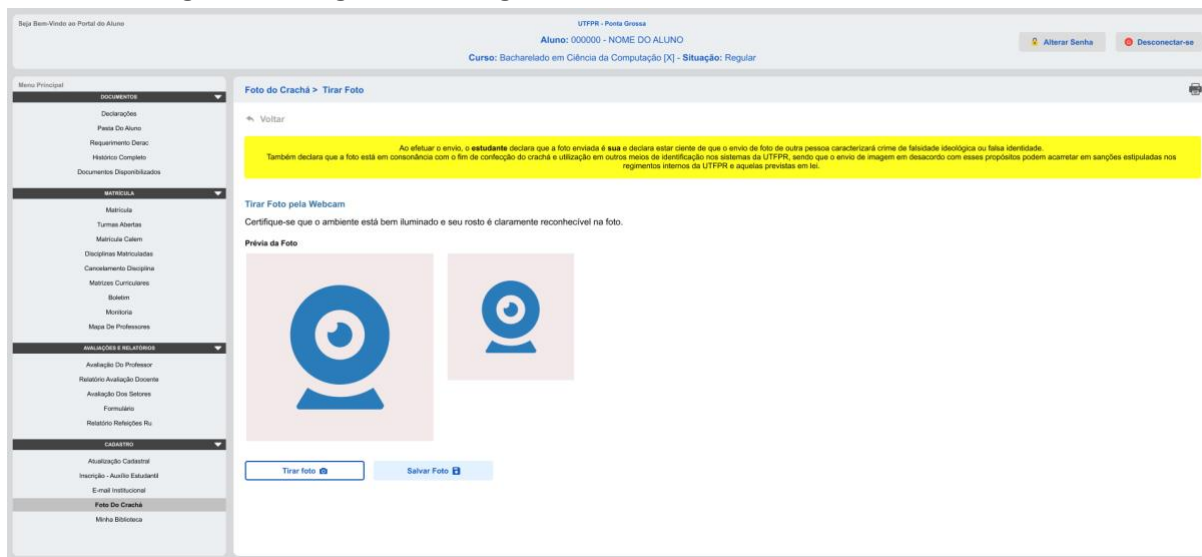 Seja Bem-Vindo ao Portal do Aluno
UTFPR - Ponta Grossa
Aluno: 000000 - NOME DO ALUNO
Curso: Bacharelado em Ciência da Computação [X] - Situação: Regular
Alterar Senha
Desconectar-se
Menu Principal
DOCUMENTOS
Declarações
Pasta Do Aluno
Requerimento Derac
Histórico Completo
Documentos Disponibilizados
MATRÍCULA
Matrícula
Turmas Abertas
Matrícula Calem
Disciplinas Matriculadas
Cancelamento Disciplina
Matrizes Curriculares
Boletim
Monitoria
Mapa De Professores
AVALIAÇÕES E RELATÓRIOS
Avaliação Do Professor
Relatório Avaliação Docente
Avaliação Dos Setores
Formulário
Relatório Refeições Ru
CADASTRO
Atualização Cadastral
Inscrição - Auxílio Estudantil
E-mail Institucional
Foto Do Crachá
Minha Biblioteca
Foto do Crachá > Tirar Foto
Voltar
Ao efetuar o envio, o estudante declara que a foto enviada é sua e declara estar ciente de que o envio de foto de outra pessoa caracterizará crime de falsidade ideológica ou falsa identidade.
Também declara que a foto está em consonância com o fim de confecção do crachá e utilização em outros meios de identificação nos sistemas da UTFPR, sendo que o envio de imagem em desacordo com esses propósitos podem acarretar em sanções estipuladas nos
regimentos internos da UTFPR e aquelas previstas em lei.
Tirar Foto pela Webcam
Certifique-se que o ambiente está bem iluminado e seu rosto é claramente reconhecível na foto.
Prévia da Foto
Tirar foto
Salvar Foto